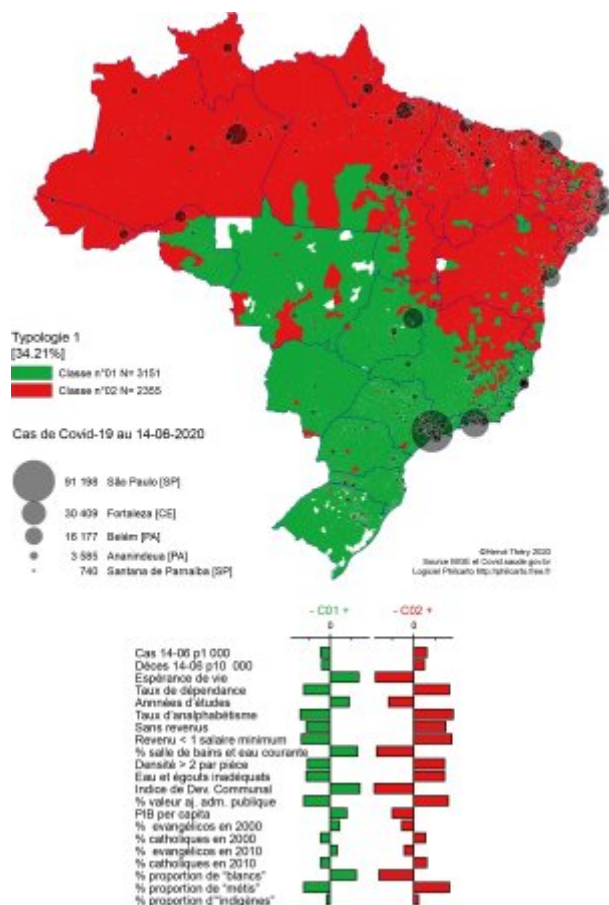 Typologie 1
[34.21%]
Classe n°01 N= 3151
Classe n°02 N= 2355
Cas de Covid-19 au 14-06-2020
91 198 São Paulo [SP]
30 409 Fortaleza [CE]
16 177 Belém [PA]
3 585 Ananindeua [PA]
740 Santana de Parnaíba [SP]
©Hervé Théry 2020
Source IBGE et Covid.saude.gov.br
Logiciel Philcarto http://philcarto.free.fr
- C01 +
- C02 +
0
0
Cas 14-06 p1 000
Déces 14-06 p10 000
Espérance de vie
Taux de dépendance
Annnées d'études
Taux d'analphabétisme
Sans revenus
Revenu < 1 salaire minimum
% salle de bains et eau courante
Densité > 2 par pièce
Eau et égouts inadéquats
Indice de Dev. Communal
% valeur aj. adm. publique
PIB per capita
% evangélicos en 2000
% catholiques en 2000
% evangélicos en 2010
% catholiques en 2010
% proportion de "blancs"
% proportion de "métis"
% proportion d'"indigènes"